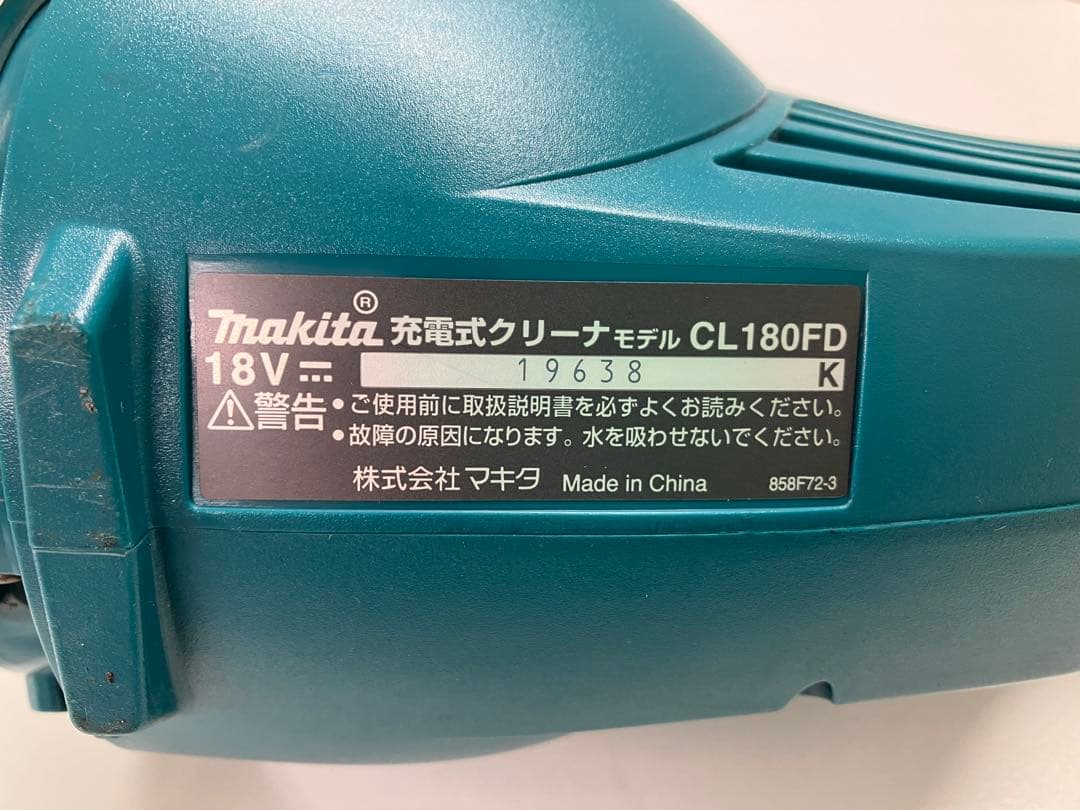 makita® 充電式クリーナ モデル CL180FD
18V⎓ 19638 K
⚠警告 •ご使用前に取扱説明書を必ずよくお読みください。
•故障の原因になります。水を吸わせないでください。
株式会社 マキタ Made in China 858F72-3